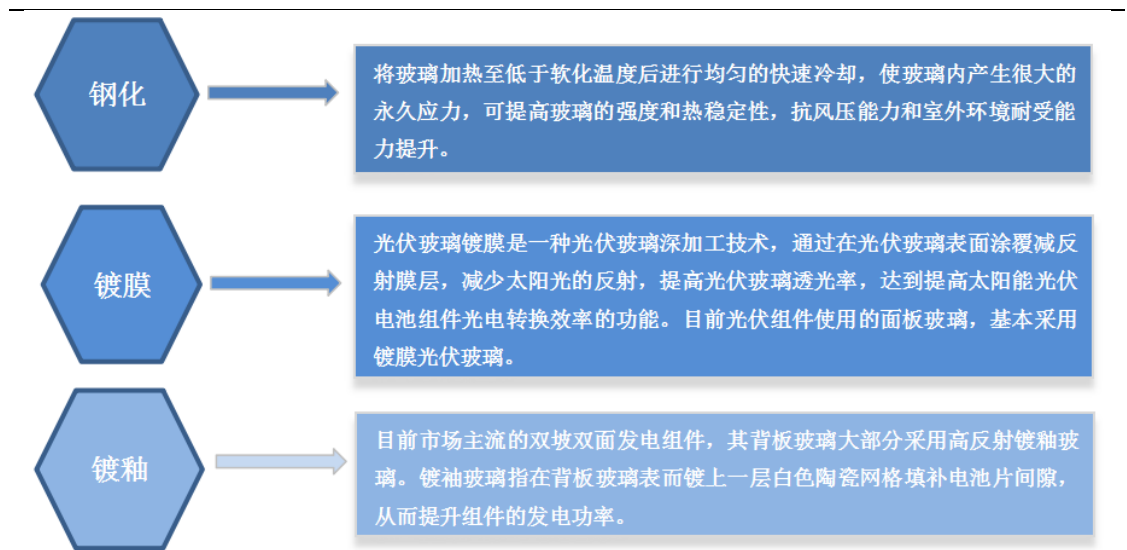 钢化
将玻璃加热至低于软化温度后进行均匀的快速冷却，使玻璃内产生很大的
永久应力，可提高玻璃的强度和热稳定性，抗风压能力和室外环境耐受能
力提升。
镀膜
光伏玻璃镀膜是一种光伏玻璃深加工技术，通过在光伏玻璃表面涂覆减反
射膜层，减少太阳光的反射，提高光伏玻璃透光率，达到提高太阳能光伏
电池组件光电转换效率的功能。目前光伏组件使用的面板玻璃，基本采用
镀膜光伏玻璃。
镀釉
目前市场主流的双坡双面发电组件，其背板玻璃大部分采用高反射镀釉玻
璃。镀袖玻璃指在背板玻璃表而镀上一层白色陶瓷网格填补电池片间隙，
从而提升组件的发电功率。